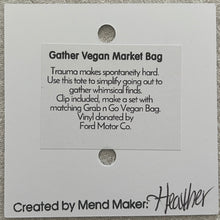 Gather Vegan Market Bag
Trauma makes spontaneity hard.
Use this tote to simplify going out to
gather whimsical finds.
Clip included, make a set with
matching Grab n Go Vegan Bag.
Vinyl donated by
Ford Motor Co.
Created by Mend Maker: Heather